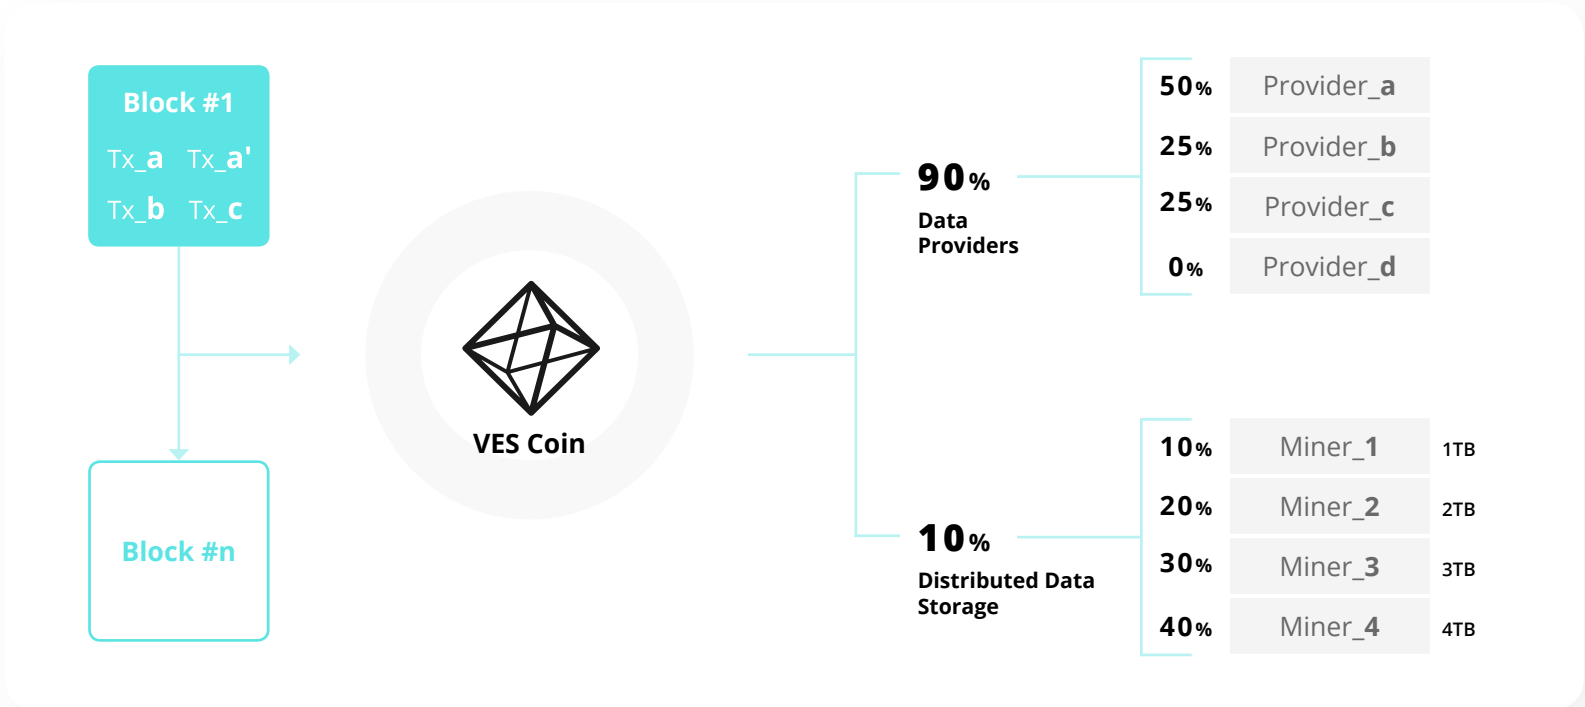 Block #1
Tx_a Tx_a'
Tx_b Tx_c
Block #n
VES Coin
90%
Data
Providers
50% Provider_a
25% Provider_b
25% Provider_c
0% Provider_d
10%
Distributed Data
Storage
10% Miner_1 1TB
20% Miner_2 2TB
30% Miner_3 3TB
40% Miner_4 4TB